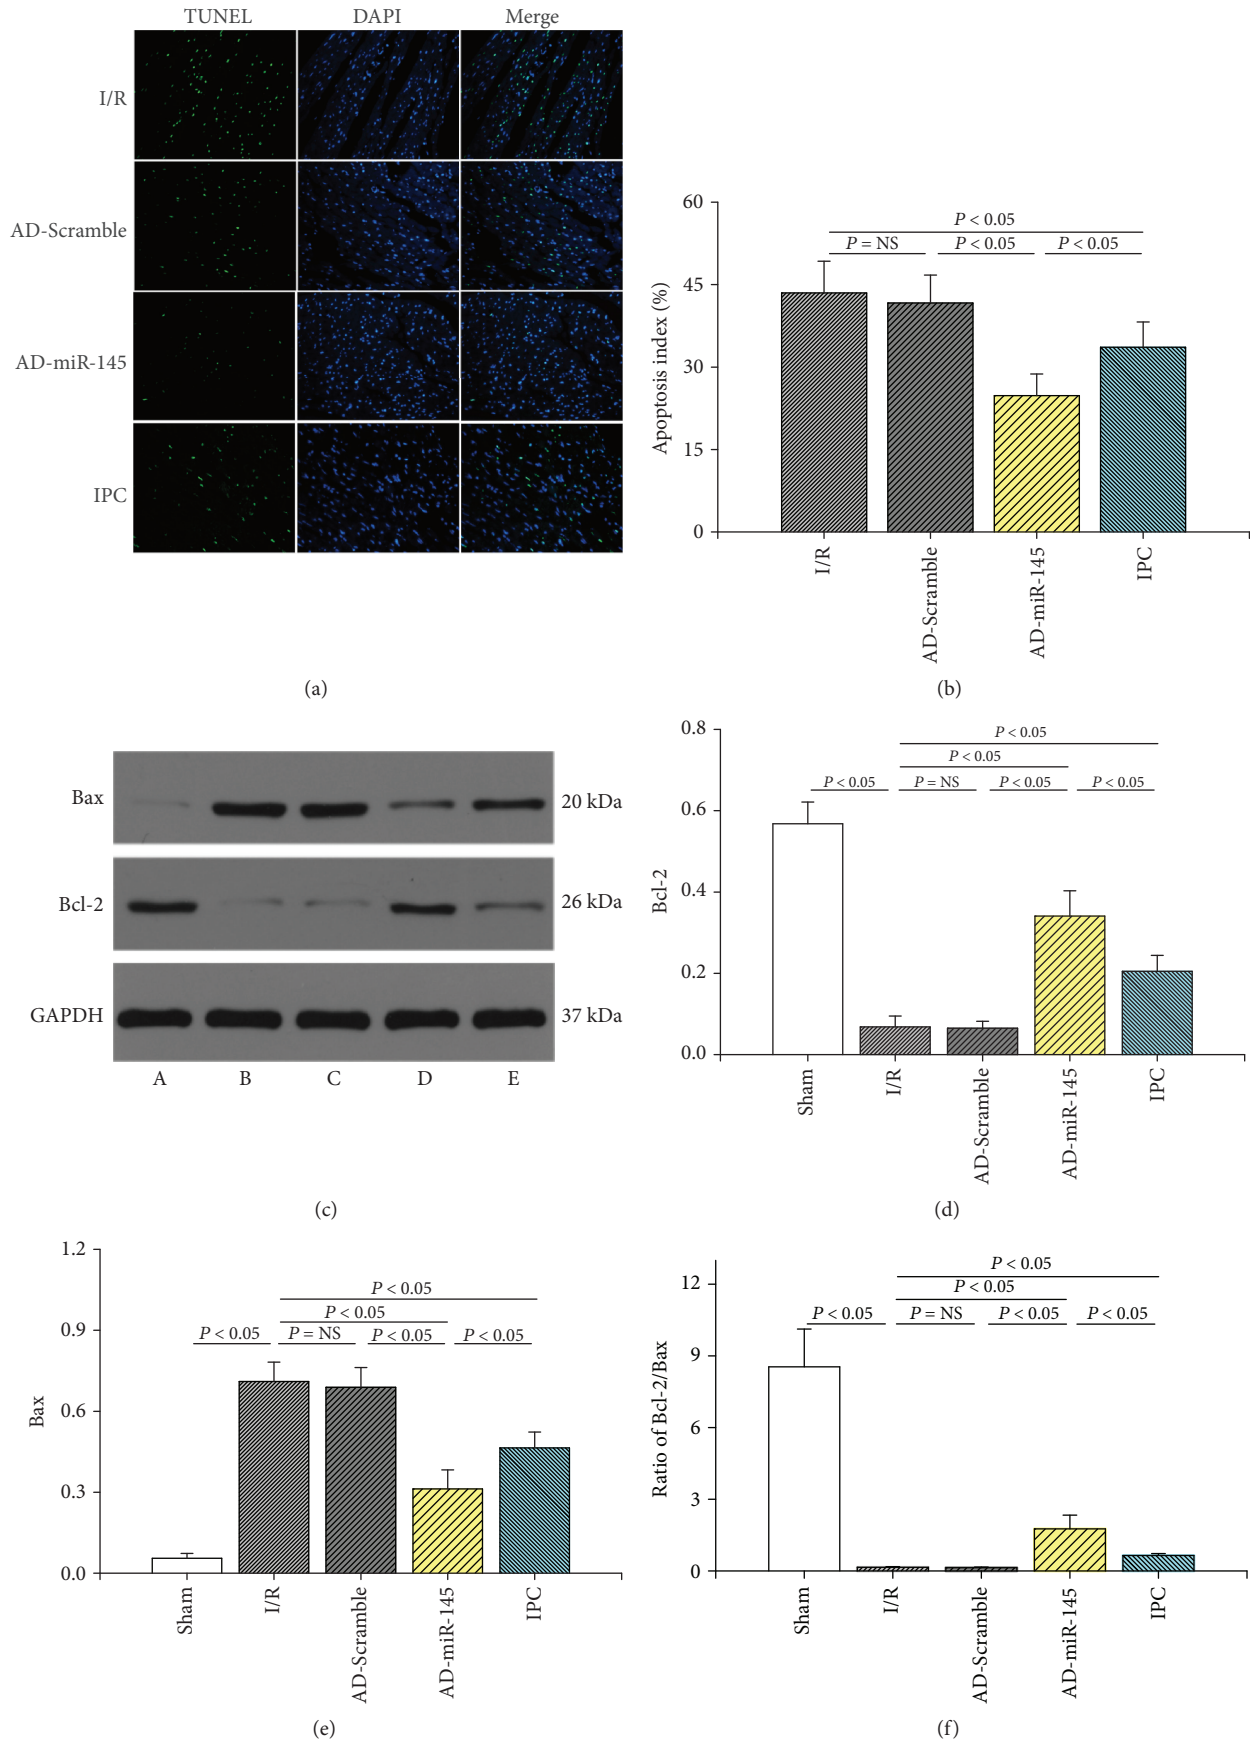 TUNEL DAPI Merge
I/R
AD-Scramble
AD-miR-145
IPC
(a)
60
45
30
15
0
Apoptosis index (%)
P < 0.05
P = NS P < 0.05 P < 0.05
I/R AD-Scramble AD-miR-145 IPC
(b)
Bax 20 kDa
Bcl-2 26 kDa
GAPDH 37 kDa
A B C D E
(c)
0.8
0.6
0.4
0.2
0.0
Bcl-2
P < 0.05
P < 0.05
P < 0.05 P = NS P < 0.05 P < 0.05
Sham I/R AD-Scramble AD-miR-145 IPC
(d)
1.2
0.9
0.6
0.3
0.0
Bax
P < 0.05
P < 0.05
P < 0.05 P = NS P < 0.05 P < 0.05
Sham I/R AD-Scramble AD-miR-145 IPC
(e)
12
9
6
3
0
Ratio of Bcl-2/Bax
P < 0.05
P < 0.05
P < 0.05 P = NS P < 0.05 P < 0.05
Sham I/R AD-Scramble AD-miR-145 IPC
(f)